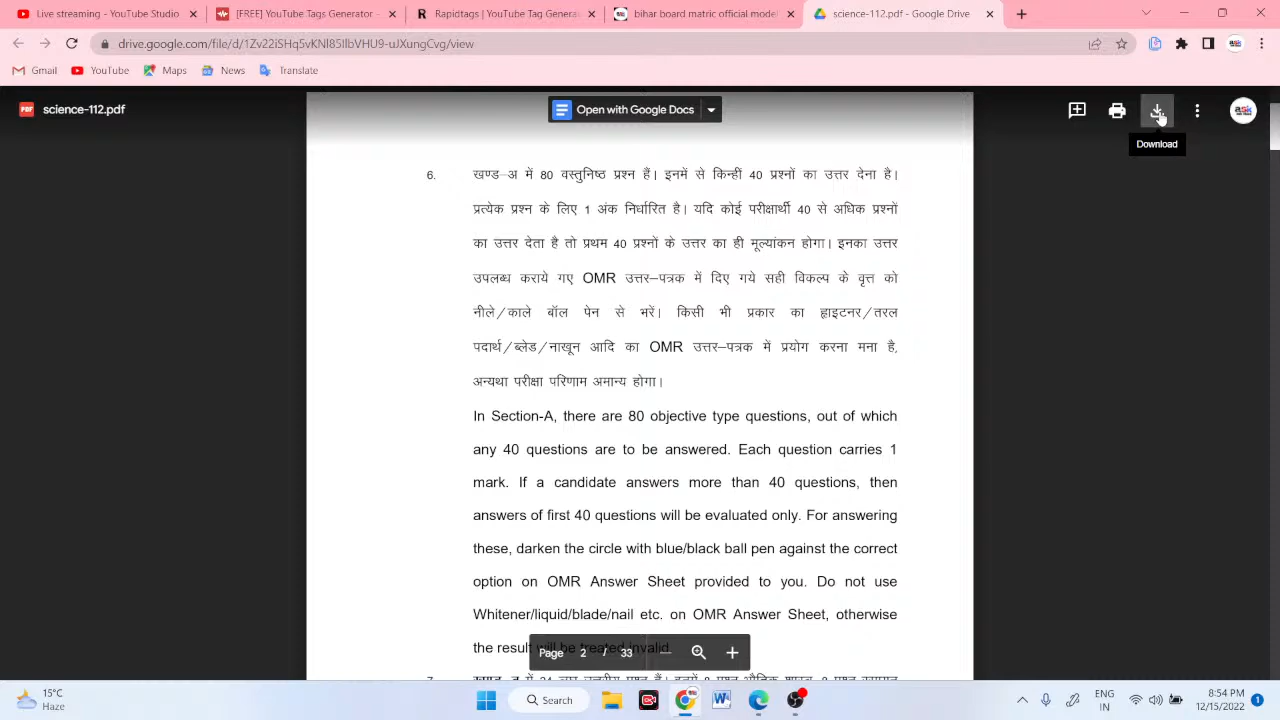 Live streaming - YouTube Studio
[FREE] YouTube Tags Generator -
Rapidtags | YouTube Tag Genera
bihar board matric official model
science-112.pdf - Google Drive
drive.google.com/file/d/1Zv22iSHq5vKNl85tlbVHU9-uJXungCvg/view
Gmail
YouTube
Maps
News
Translate
PDF
science-112.pdf
Open with Google Docs
ask
Download
6.
खण्ड–अ में 80 वस्तुनिष्ठ प्रश्न हैं। इनमें से किन्हीं 40 प्रश्नों का उत्तर देना है।
प्रत्येक प्रश्न के लिए 1 अंक निर्धारित है। यदि कोई परीक्षार्थी 40 से अधिक प्रश्नों
का उत्तर देता है तो प्रथम 40 प्रश्नों के उत्तर का ही मूल्यांकन होगा। इनका उत्तर
उपलब्ध कराये गए OMR उत्तर–पत्रक में दिए गये सही विकल्प के वृत्त को
नीले/काले बॉल पेन से भरें। किसी भी प्रकार का ह्वाइटनर/तरल
पदार्थ/ब्लेड/नाखून आदि का OMR उत्तर–पत्रक में प्रयोग करना मना है,
अन्यथा परीक्षा परिणाम अमान्य होगा।
In Section-A, there are 80 objective type questions, out of which
any 40 questions are to be answered. Each question carries 1
mark. If a candidate answers more than 40 questions, then
answers of first 40 questions will be evaluated only. For answering
these, darken the circle with blue/black ball pen against the correct
option on OMR Answer Sheet provided to you. Do not use
Whitener/liquid/blade/nail etc. on OMR Answer Sheet, otherwise
the result will be treated invalid.
Page 2 / 33
15°C
Haze
Search
ENG
IN
8:54 PM
12/15/2022
1